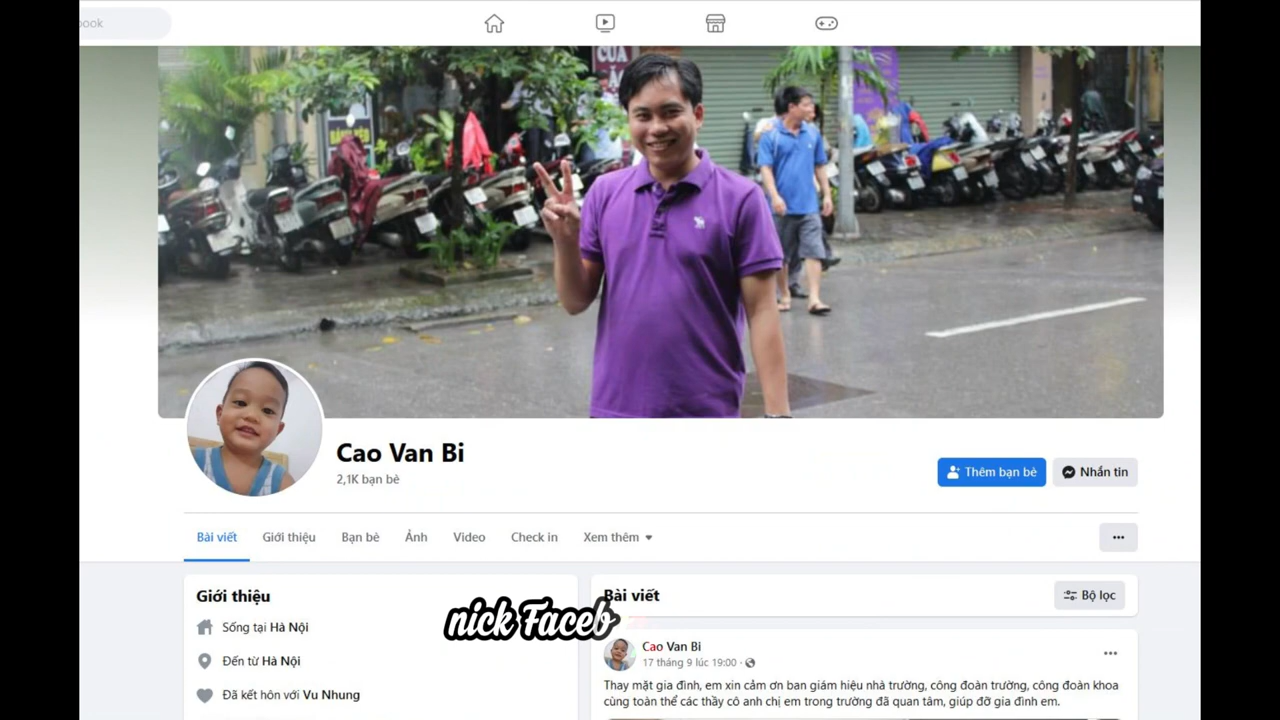 ook
CỬA
Cao Van Bi
2,1K bạn bè
Thêm bạn bè
Nhắn tin
Bài viết
Giới thiệu
Bạn bè
Ảnh
Video
Check in
Xem thêm
Giới thiệu
Sống tại Hà Nội
Đến từ Hà Nội
Đã kết hôn với Vu Nhung
nick Faceb
Bài viết
Bộ lọc
Cao Van Bi
17 tháng 9 lúc 19:00 ·
Thay mặt gia đình, em xin cảm ơn ban giám hiệu nhà trường, công đoàn trường, công đoàn khoa
cùng toàn thể các thầy cô anh chị em trong trường đã quan tâm, giúp đỡ gia đình em.